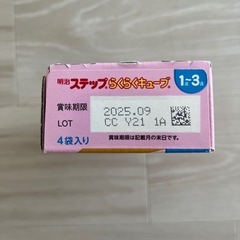 明治 ステップ らくらくキューブ® 1~3歳
賞味期限 2025.09
LOT CC Y21 1A
4袋入り 賞味期限は記載月の末日です。